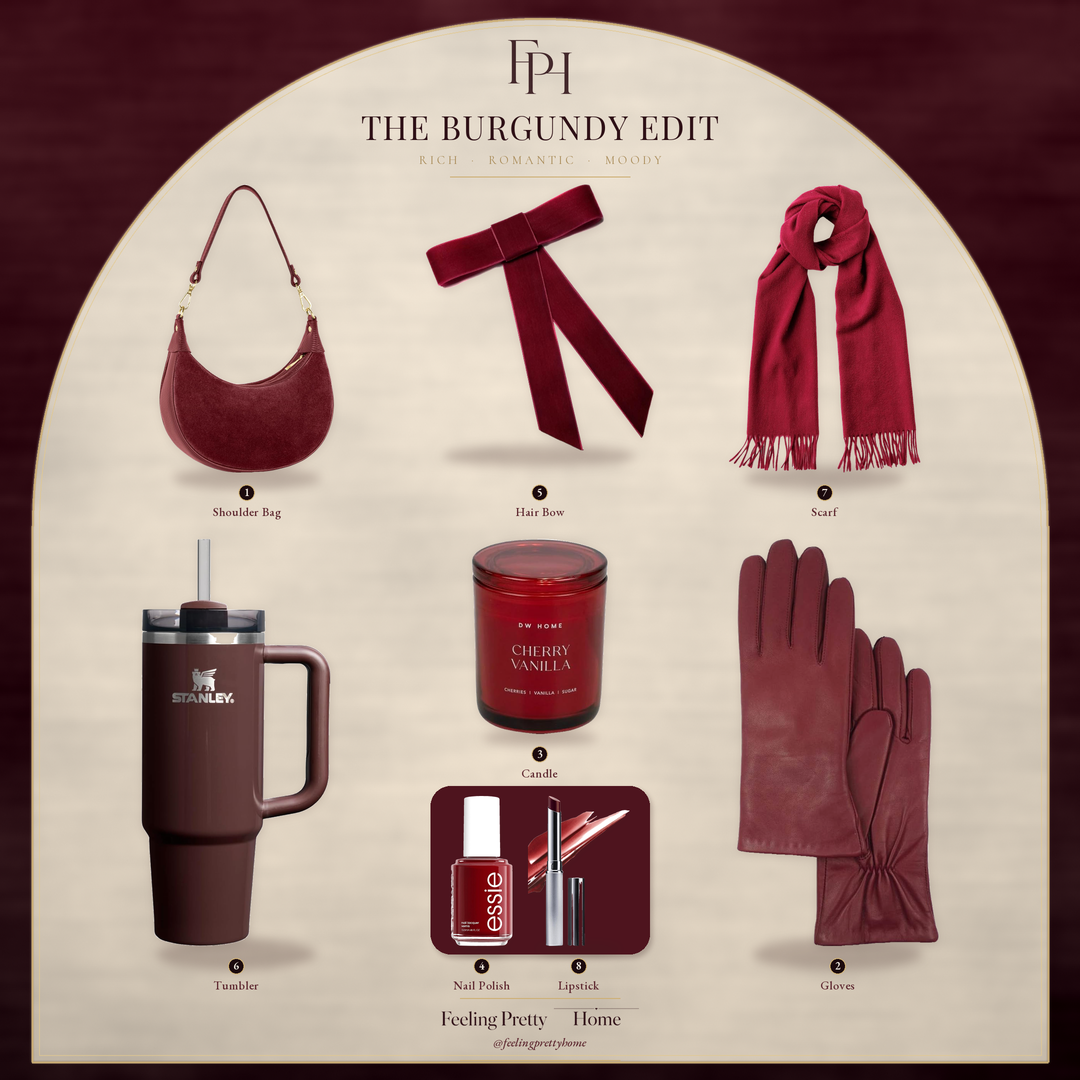 FPH
THE BURGUNDY EDIT
RICH · ROMANTIC · MOODY
1
Shoulder Bag
5
Hair Bow
7
Scarf
STANLEY®
DW HOME
CHERRY
VANILLA
CHERRIES | VANILLA | SUGAR
3
Candle
essie
6
Tumbler
4
Nail Polish
8
Lipstick
2
Gloves
Feeling Pretty Home
@feelingprettyhome